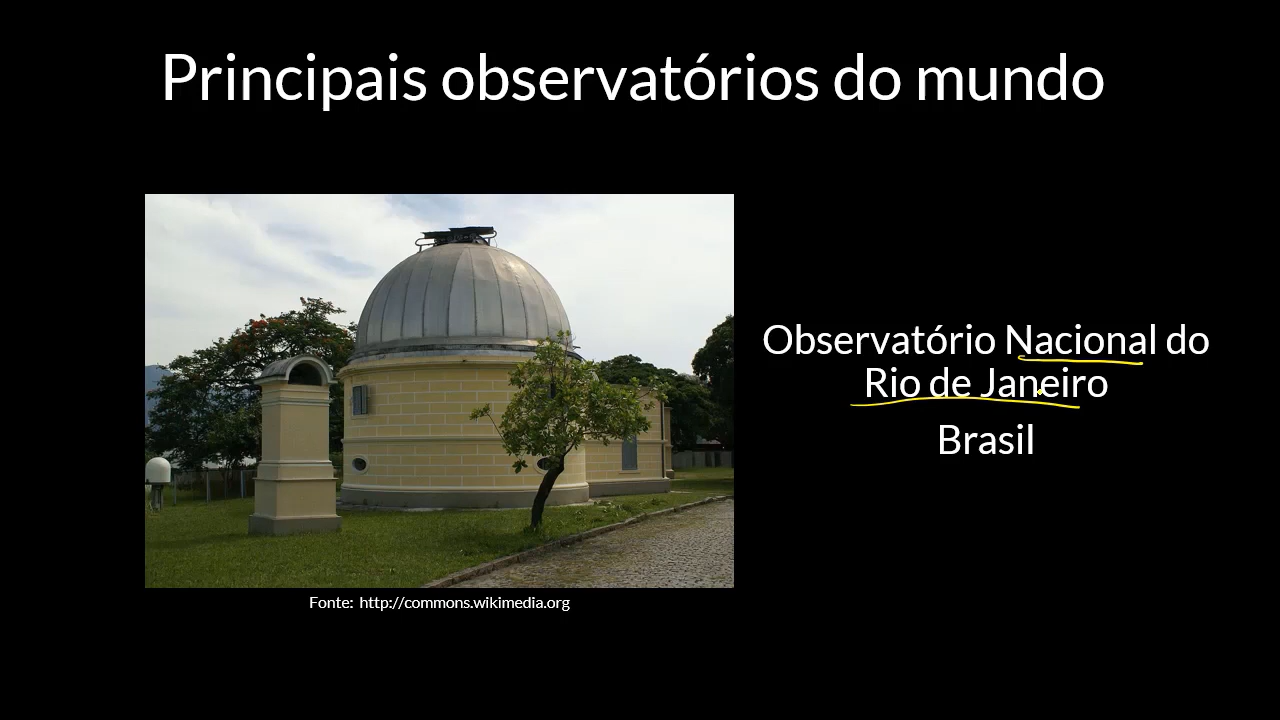 Principais observatórios do mundo
Observatório Nacional do
Rio de Janeiro
Brasil
Fonte: http://commons.wikimedia.org